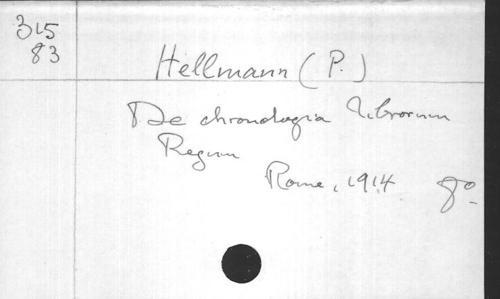 315
83
Hellmann (P.)
De chronologia librorum
Regum
Rome, 1914 8º